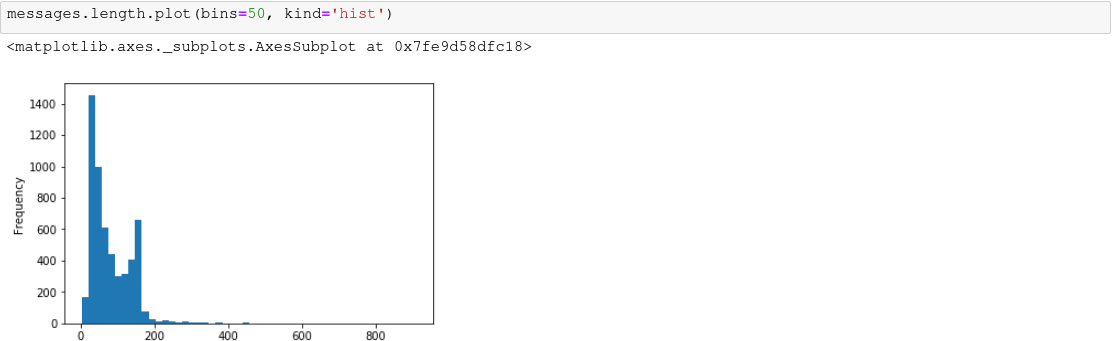 messages.length.plot(bins=50, kind='hist')
<matplotlib.axes._subplots.AxesSubplot at 0x7fe9d58dfc18>
1400
1200
1000
800
600
400
200
0
Frequency
0 200 400 600 800